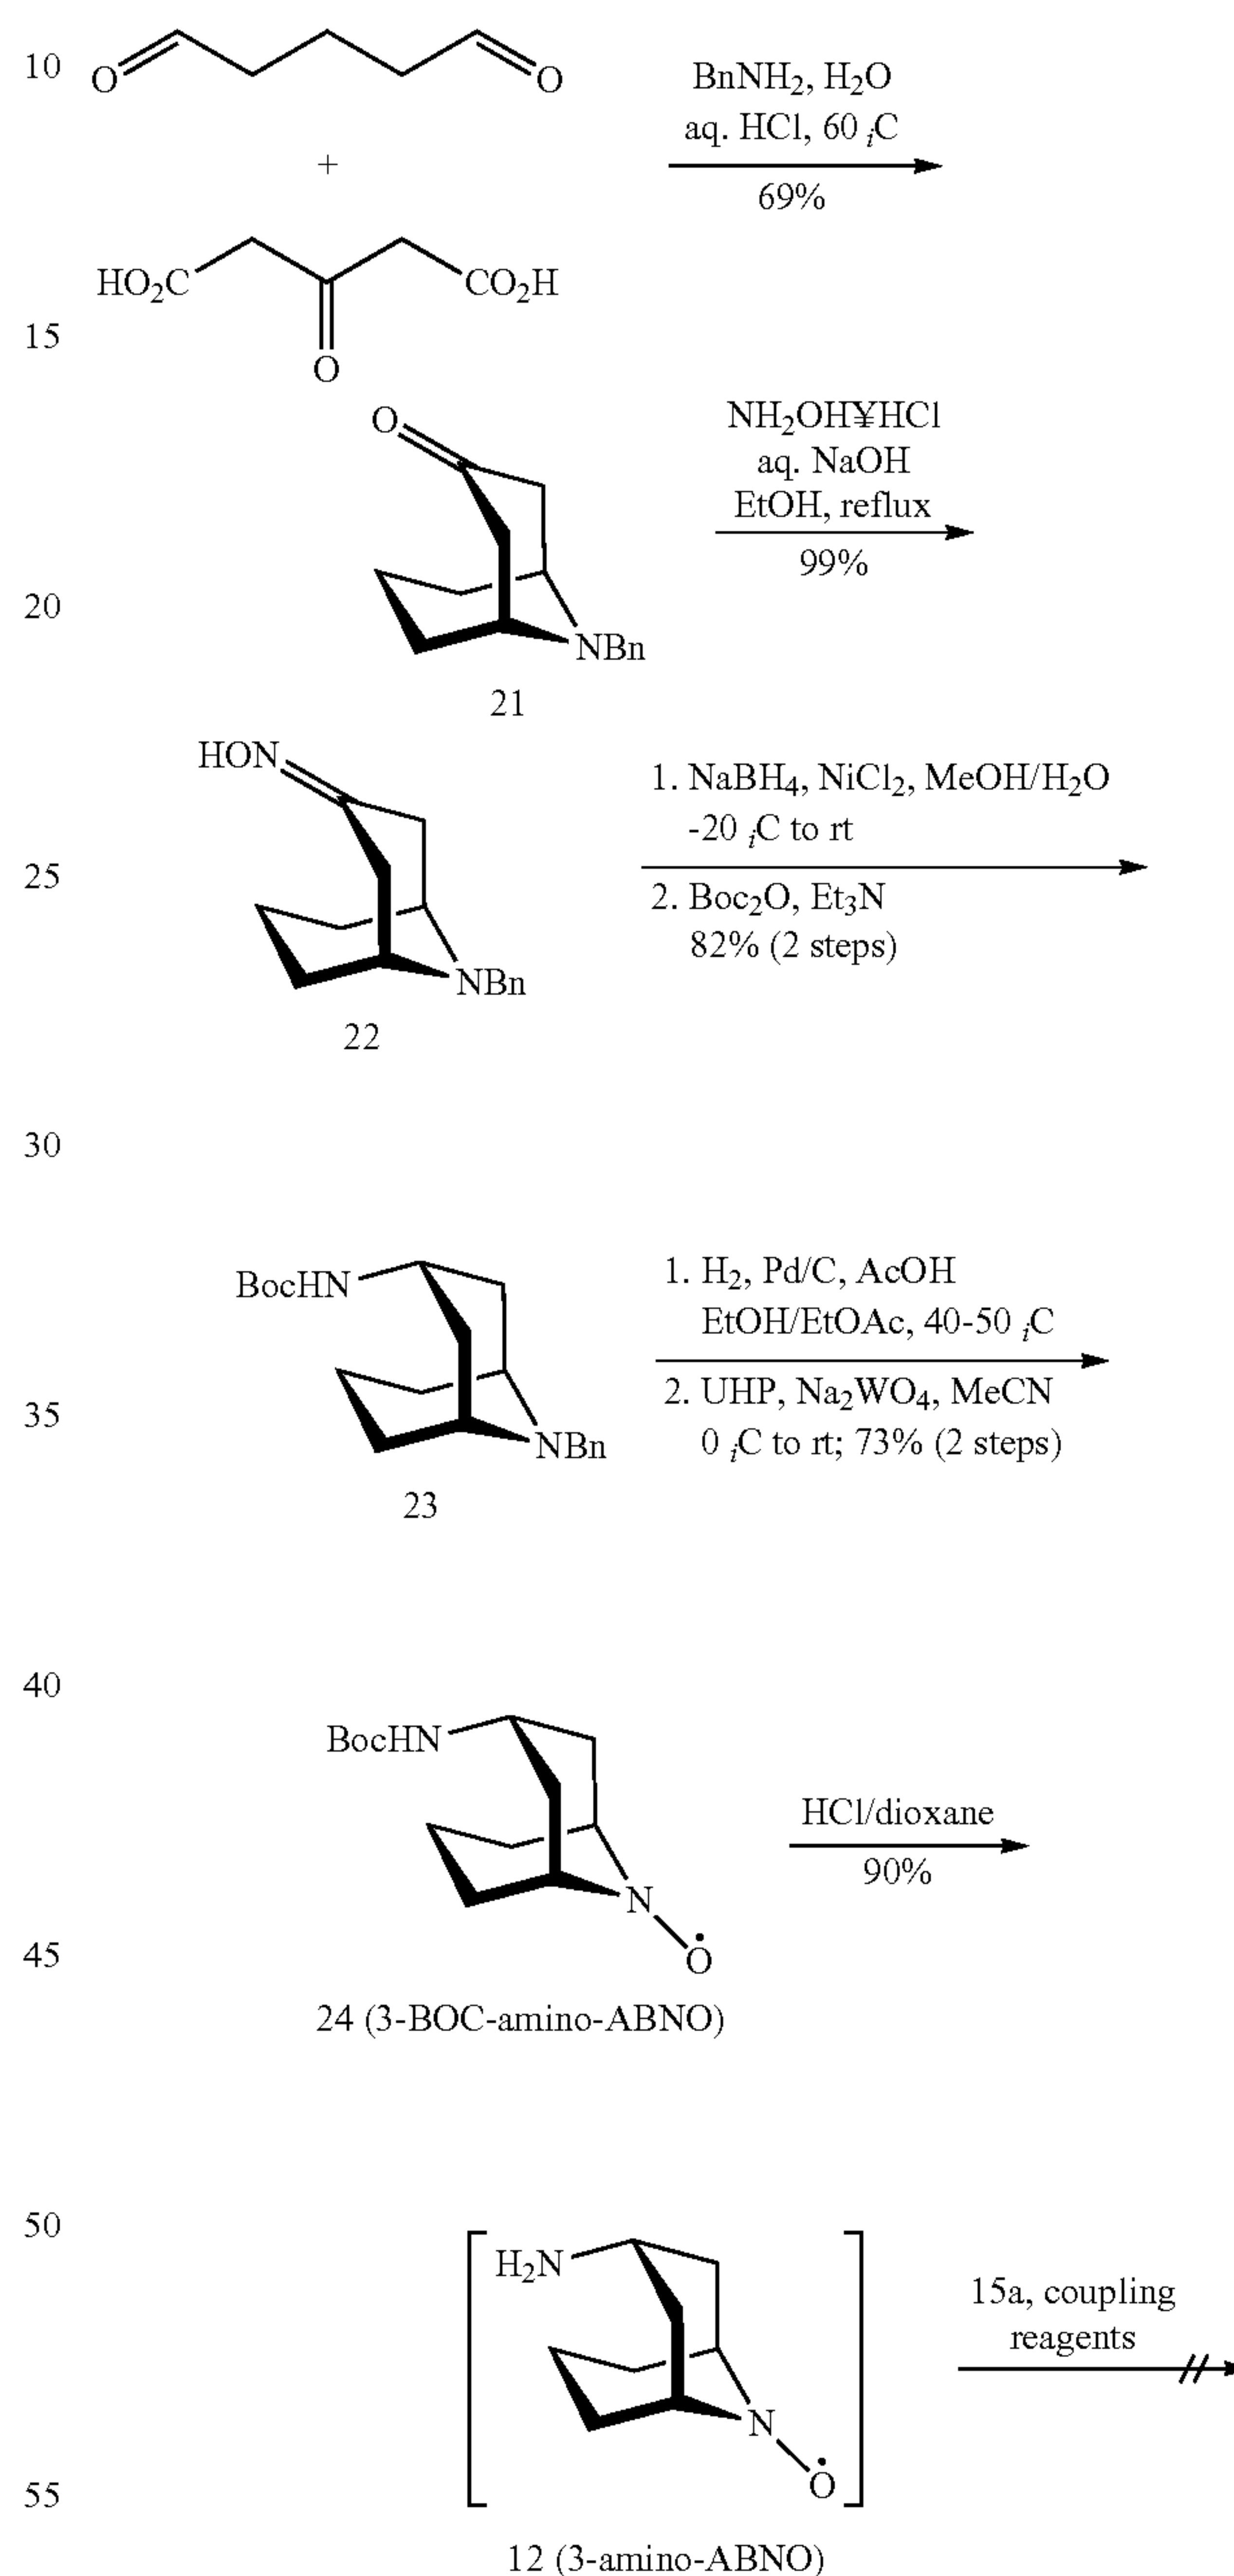 10
O
O
BnNH2, H2O
aq. HCl, 60 ¡C
69%
+
HO2C
CO2H
O
15
O
NH2OH¥HCl
aq. NaOH
EtOH, reflux
99%
20
NBn
21
HON
1. NaBH4, NiCl2, MeOH/H2O
-20 ¡C to rt
25
2. Boc2O, Et3N
82% (2 steps)
NBn
22
30
BocHN
1. H2, Pd/C, AcOH
EtOH/EtOAc, 40-50 ¡C
35
2. UHP, Na2WO4, MeCN
0 ¡C to rt; 73% (2 steps)
NBn
23
40
BocHN
HCl/dioxane
90%
N
45
O
24 (3-BOC-amino-ABNO)
50
H2N
15a, coupling
reagents
N
O
55
12 (3-amino-ABNO)